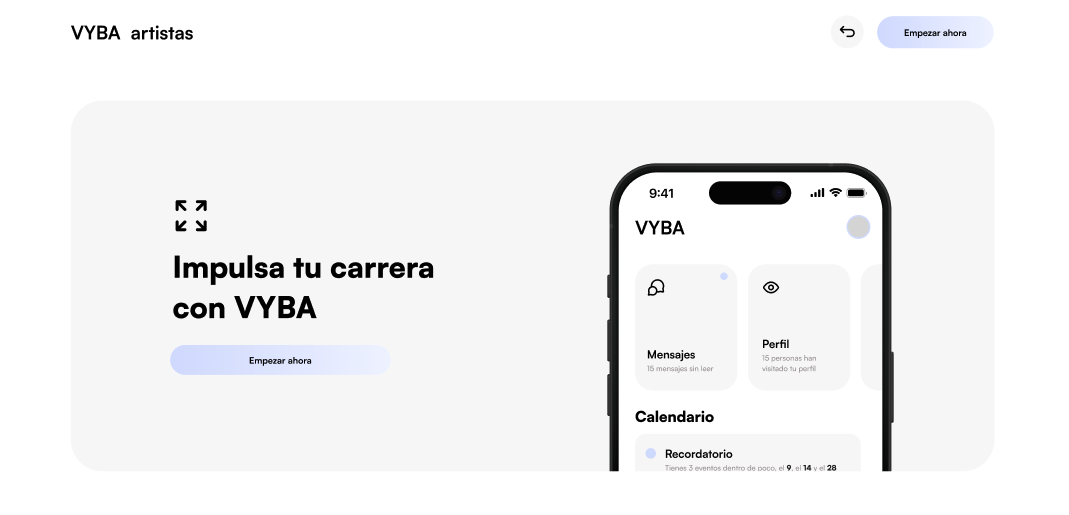 VYBA artistas
Empezar ahora
Impulsa tu carrera
con VYBA
Empezar ahora
9:41
VYBA
Mensajes
15 mensajes sin leer
Perfil
15 personas han
visitado tu perfil
Calendario
Recordatorio
Tienes 3 eventos dentro de poco, el 9, el 14 y el 28